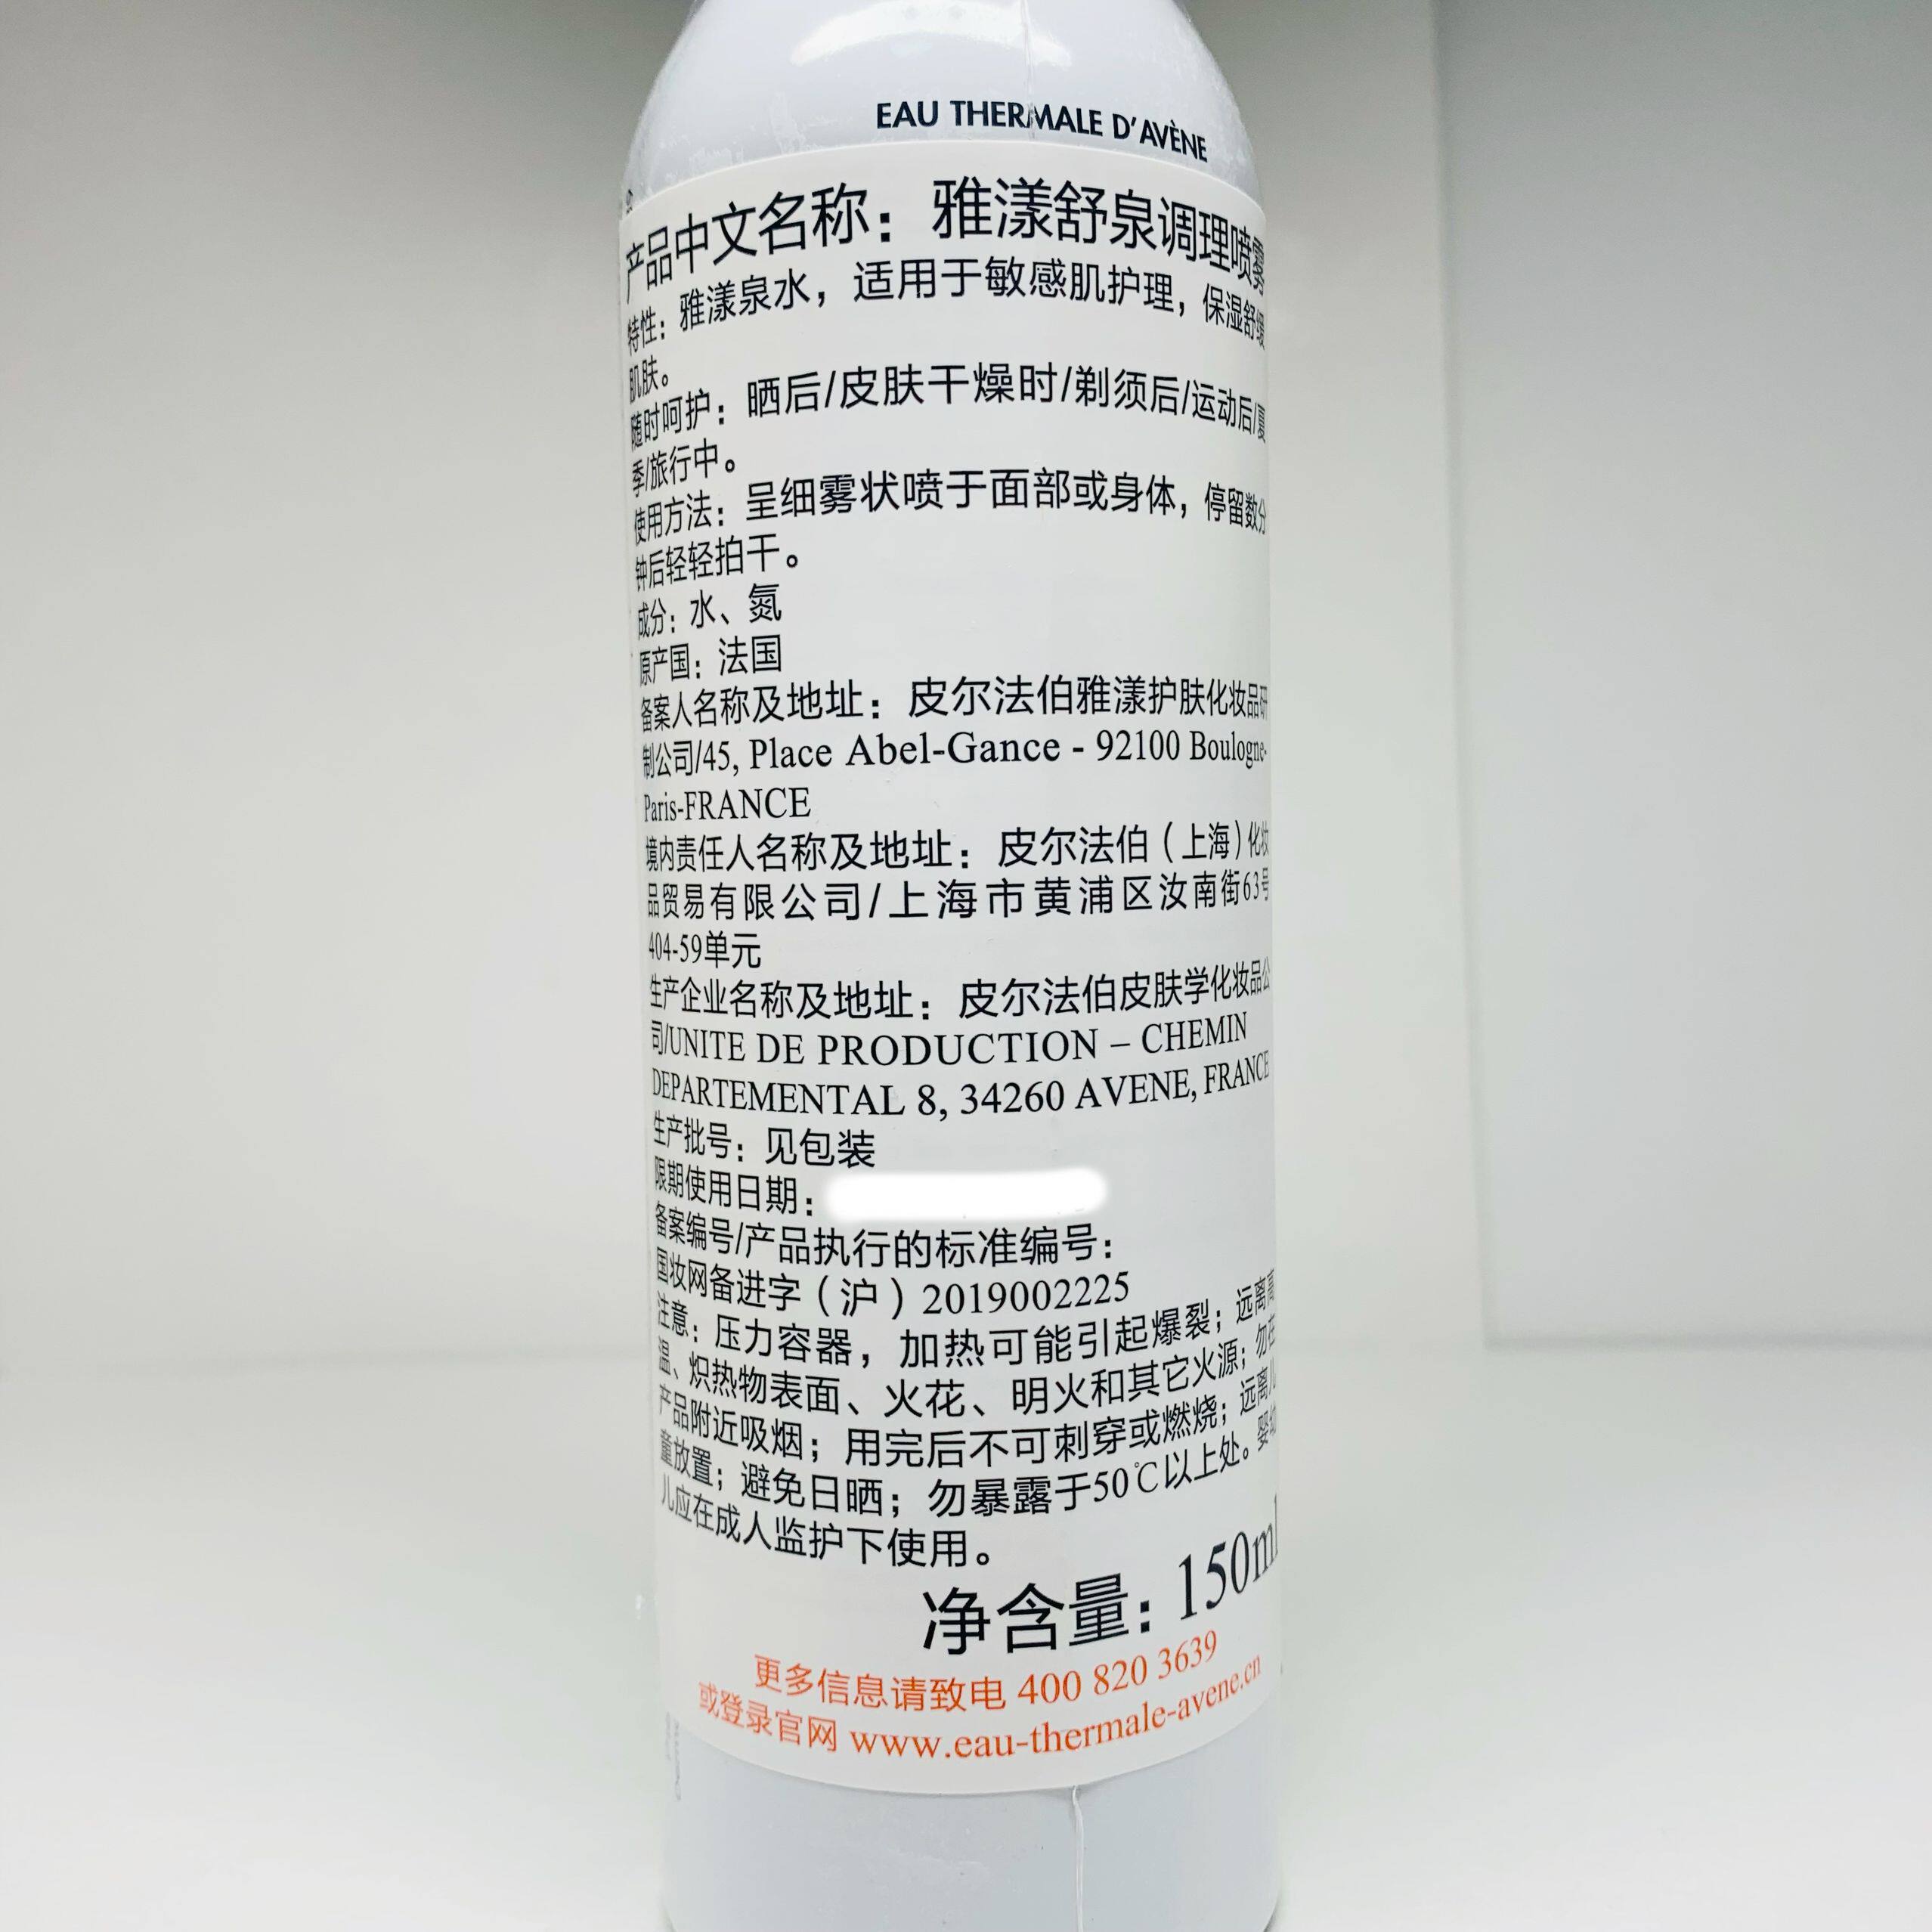 EAU THERMALE D'AVÈNE
产品中文名称：雅漾舒泉调理喷雾
特性：雅漾泉水，适用于敏感肌护理，保湿舒缓
肌肤。
随时呵护：晒后/皮肤干燥时/剃须后/运动后/夏
季/旅行中。
使用方法：呈细雾状喷于面部或身体，停留数分
钟后轻轻拍干。
成分：水、氮
原产国：法国
备案人名称及地址：皮尔法伯雅漾护肤化妆品研
制公司/45, Place Abel-Gance - 92100 Boulogne-
Paris-FRANCE
境内责任人名称及地址：皮尔法伯（上海）化妆
品贸易有限公司/上海市黄浦区汝南街63号
404-59单元
生产企业名称及地址：皮尔法伯皮肤学化妆品公
司/UNITE DE PRODUCTION – CHEMIN
DEPARTEMENTAL 8, 34260 AVENE, FRANCE
生产批号：见包装
限期使用日期：
备案编号/产品执行的标准编号：
国妆网备进字（沪）2019002225
注意：压力容器，加热可能引起爆裂；远离高
温、炽热物表面、火花、明火和其它火源；勿在
产品附近吸烟；用完后不可刺穿或燃烧；远离儿
童放置；避免日晒；勿暴露于50℃以上处。婴幼
儿应在成人监护下使用。
净含量：150ml
更多信息请致电 400 820 3639
或登录官网 www.eau-thermale-avene.cn